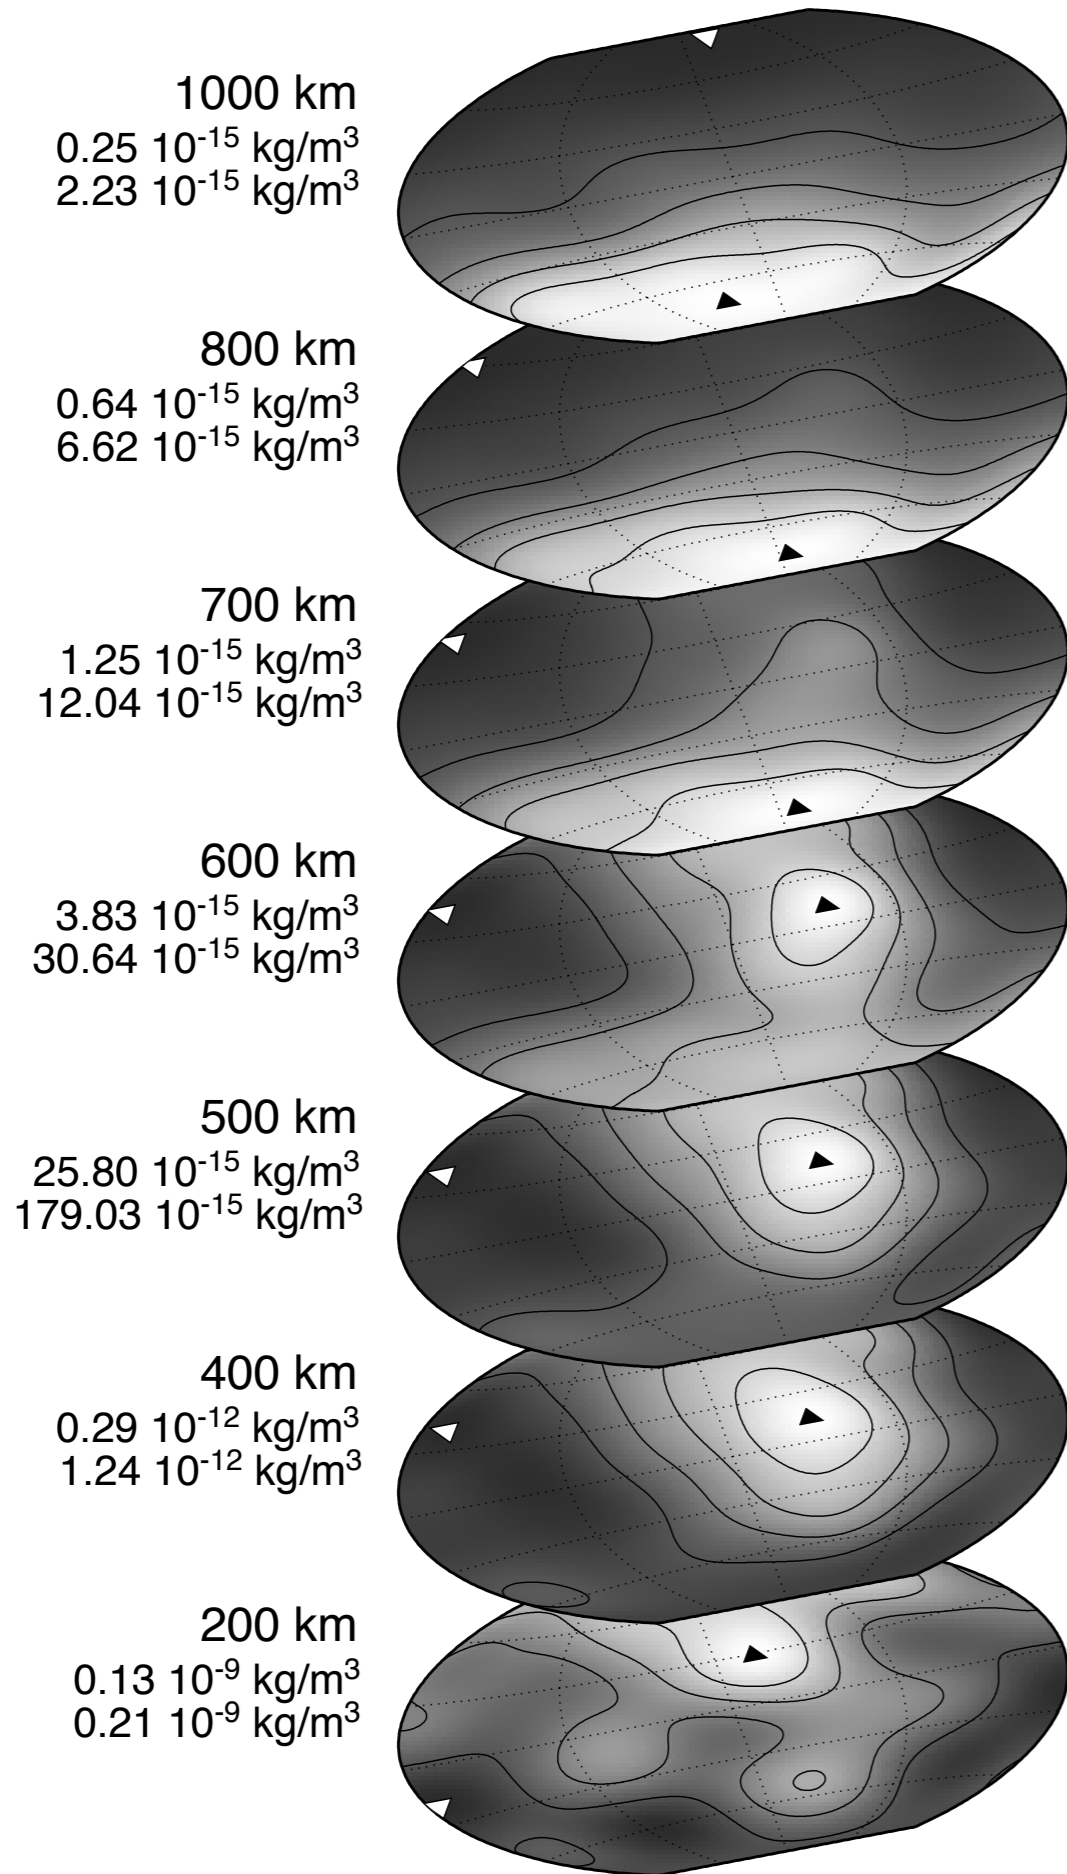 1000 km
0.25 10⁻¹⁵ kg/m³
2.23 10⁻¹⁵ kg/m³
800 km
0.64 10⁻¹⁵ kg/m³
6.62 10⁻¹⁵ kg/m³
700 km
1.25 10⁻¹⁵ kg/m³
12.04 10⁻¹⁵ kg/m³
600 km
3.83 10⁻¹⁵ kg/m³
30.64 10⁻¹⁵ kg/m³
500 km
25.80 10⁻¹⁵ kg/m³
179.03 10⁻¹⁵ kg/m³
400 km
0.29 10⁻¹² kg/m³
1.24 10⁻¹² kg/m³
200 km
0.13 10⁻⁹ kg/m³
0.21 10⁻⁹ kg/m³